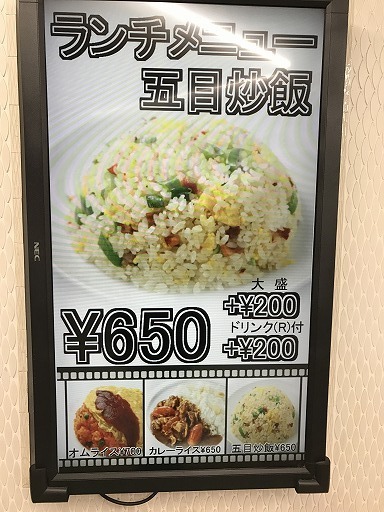 ランチメニュー
五目炒飯
大盛
+¥200
¥650
ドリンク(R)付
+¥200
オムライス¥700
カレーライス¥650
五目炒飯¥650
NEC